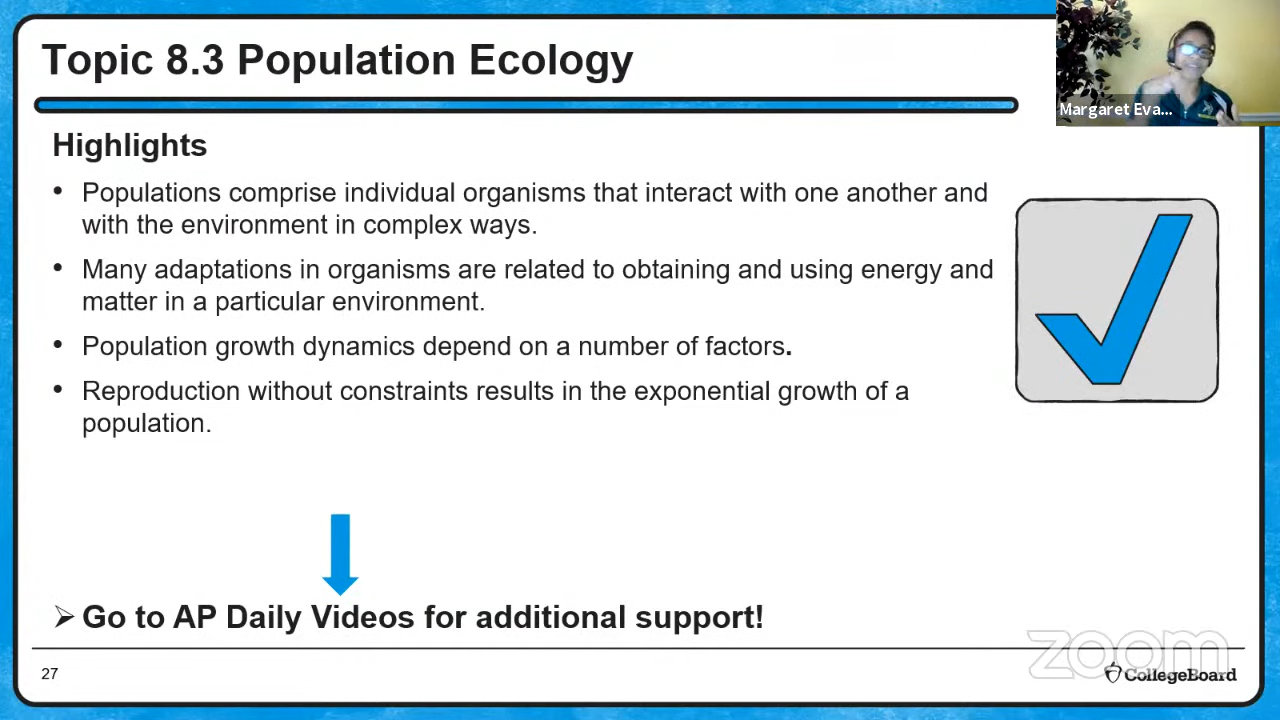 Topic 8.3 Population Ecology
Margaret Eva...
Highlights
• Populations comprise individual organisms that interact with one another and
with the environment in complex ways.
• Many adaptations in organisms are related to obtaining and using energy and
matter in a particular environment.
• Population growth dynamics depend on a number of factors.
• Reproduction without constraints results in the exponential growth of a
population.
➢ Go to AP Daily Videos for additional support!
zoom
27
CollegeBoard